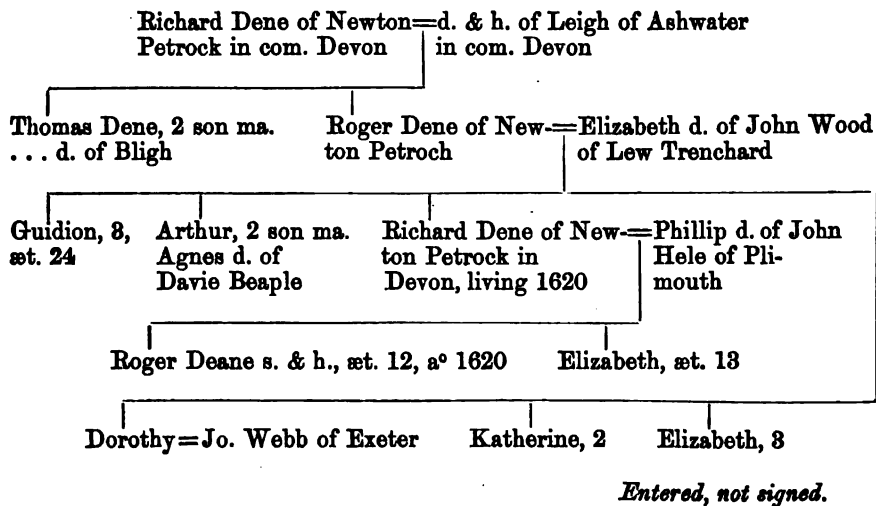 Richard Dene of Newton=d. & h. of Leigh of Ashwater
Petrock in com. Devon in com. Devon
Thomas Dene, 2 son ma. Roger Dene of New-=Elizabeth d. of John Wood
... d. of Bligh ton Petroch of Lew Trenchard
Guidion, 3, Arthur, 2 son ma. Richard Dene of New-=Phillip d. of John
æt. 24 Agnes d. of ton Petrock in Hele of Pli-
Davie Beaple Devon, living 1620 mouth
Roger Deane s. & h., æt. 12, aº 1620 Elizabeth, æt. 13
Dorothy=Jo. Webb of Exeter Katherine, 2 Elizabeth, 3
Entered, not signed.